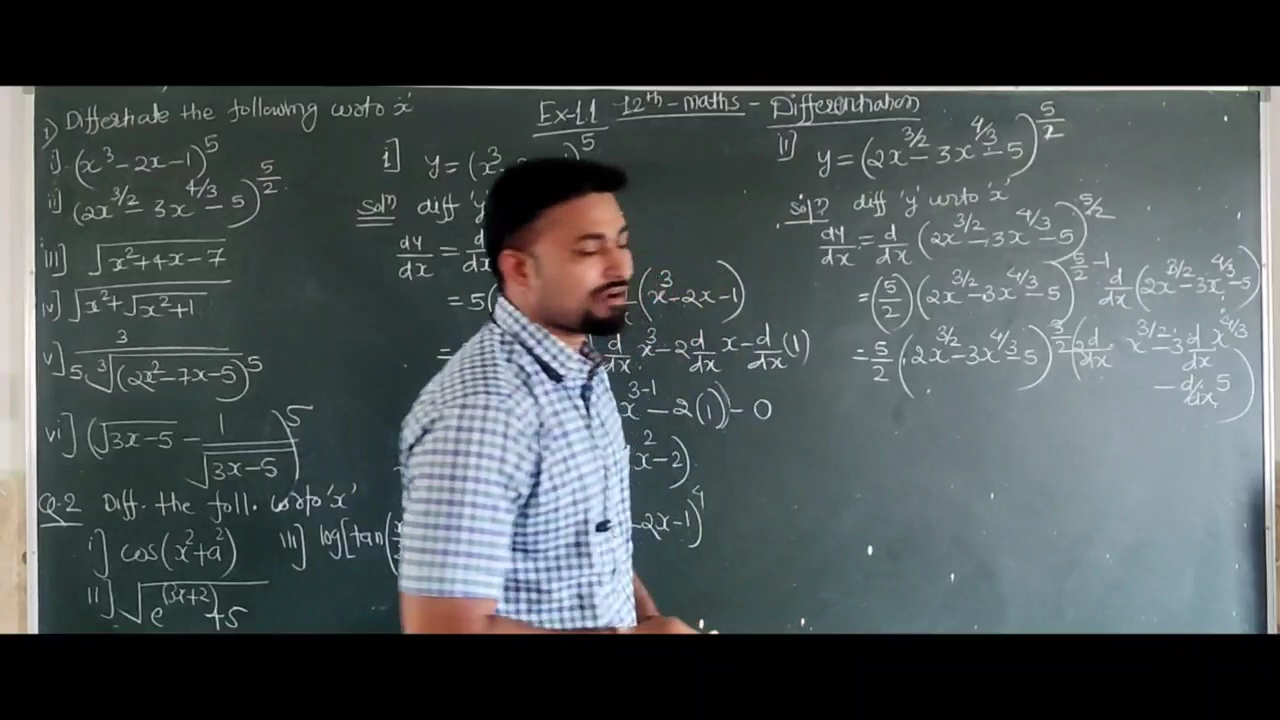 Ex-1.1 12th - maths - Differentiation
1) Differentiate the following w.r.to 'x'
i]. (x³ - 2x - 1)⁵
ii] (2x^{3/2} - 3x^{4/3} - 5)^{5/2}
iii] √(x² + 4x - 7)
iv] √(x² + √(x² + 1))
v] 3 / 5 ∛(2x² - 7x - 5)⁵
vi] (√(3x - 5) - 1/√(3x - 5))⁵
Q-2 Diff. the foll. w.r.to 'x'
i] cos(x² + a²)
iii] log[tan(
ii] √(e^{(3x+2)} + 5)
i] y = (x³
)⁵
solⁿ diff 'y'
dy/dx = d
= 5(
(x³ - 2x - 1)
=
d/dx x³ - 2 d/dx x - d/dx (1)
x^{3-1} - 2(1)) - 0
x² - 2)
- 2x - 1)⁴
ii] y = (2x^{3/2} - 3x^{4/3} - 5)^{5/2}
solⁿ diff 'y' w.r.to 'x'
dy/dx = d/dx (2x^{3/2} - 3x^{4/3} - 5)^{5/2}
= (5/2) (2x^{3/2} - 3x^{4/3} - 5)^{5/2 - 1} d/dx (2x^{3/2} - 3x^{4/3} - 5)
= 5/2 (2x^{3/2} - 3x^{4/3} - 5)^{3/2} (2 d/dx x^{3/2} - 3 d/dx x^{4/3}
- d/dx 5)